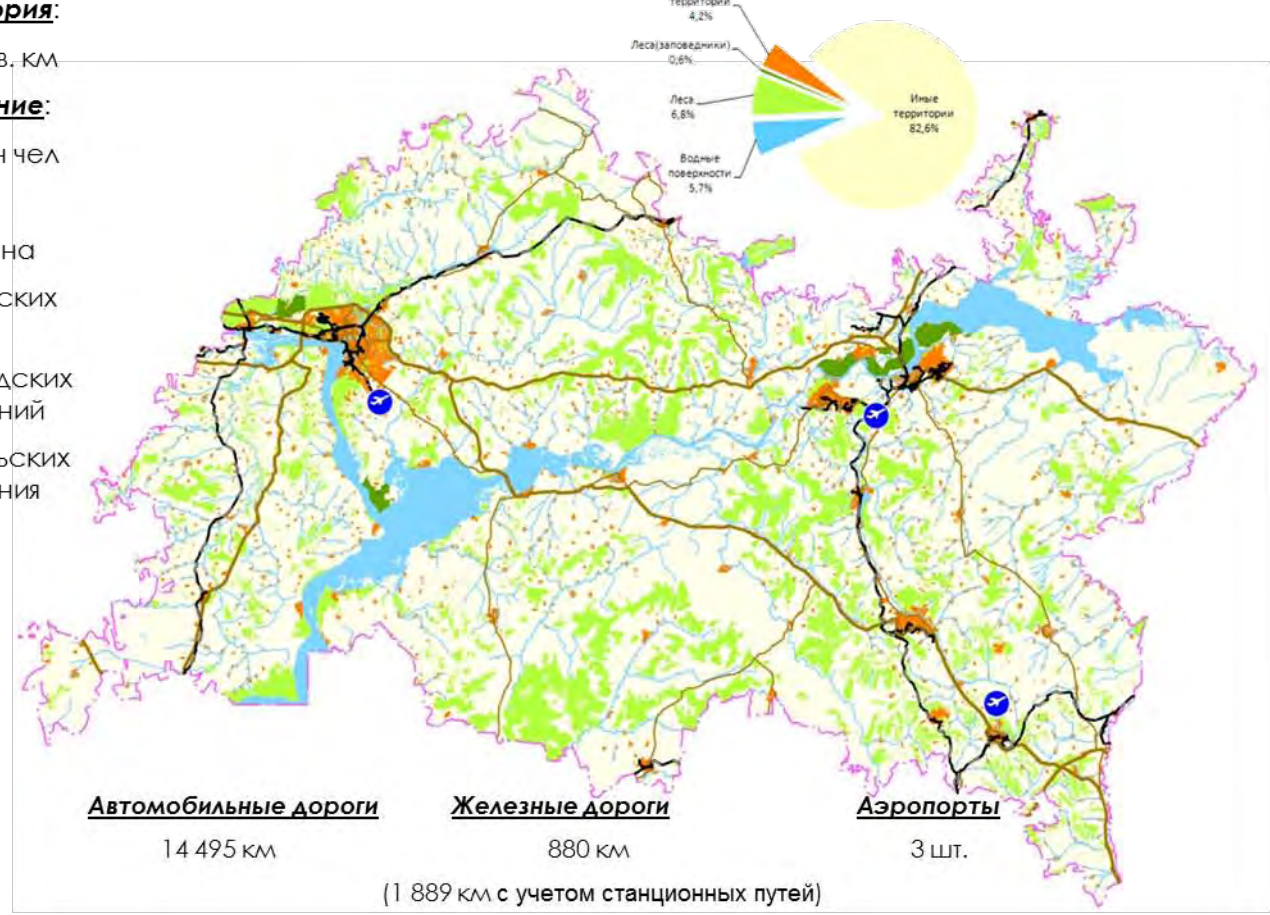 ория:
в. км
ние:
н чел
на
ских
дских
ний
ьских
ния
территории
4,2%
Леса(заповедники)
0,6%
Леса
6,8%
Водные
поверхности
5,7%
Иные
территории
82,6%
Автомобильные дороги
14 495 км
Железные дороги
880 км
Аэропорты
3 шт.
(1 889 км с учетом станционных путей)